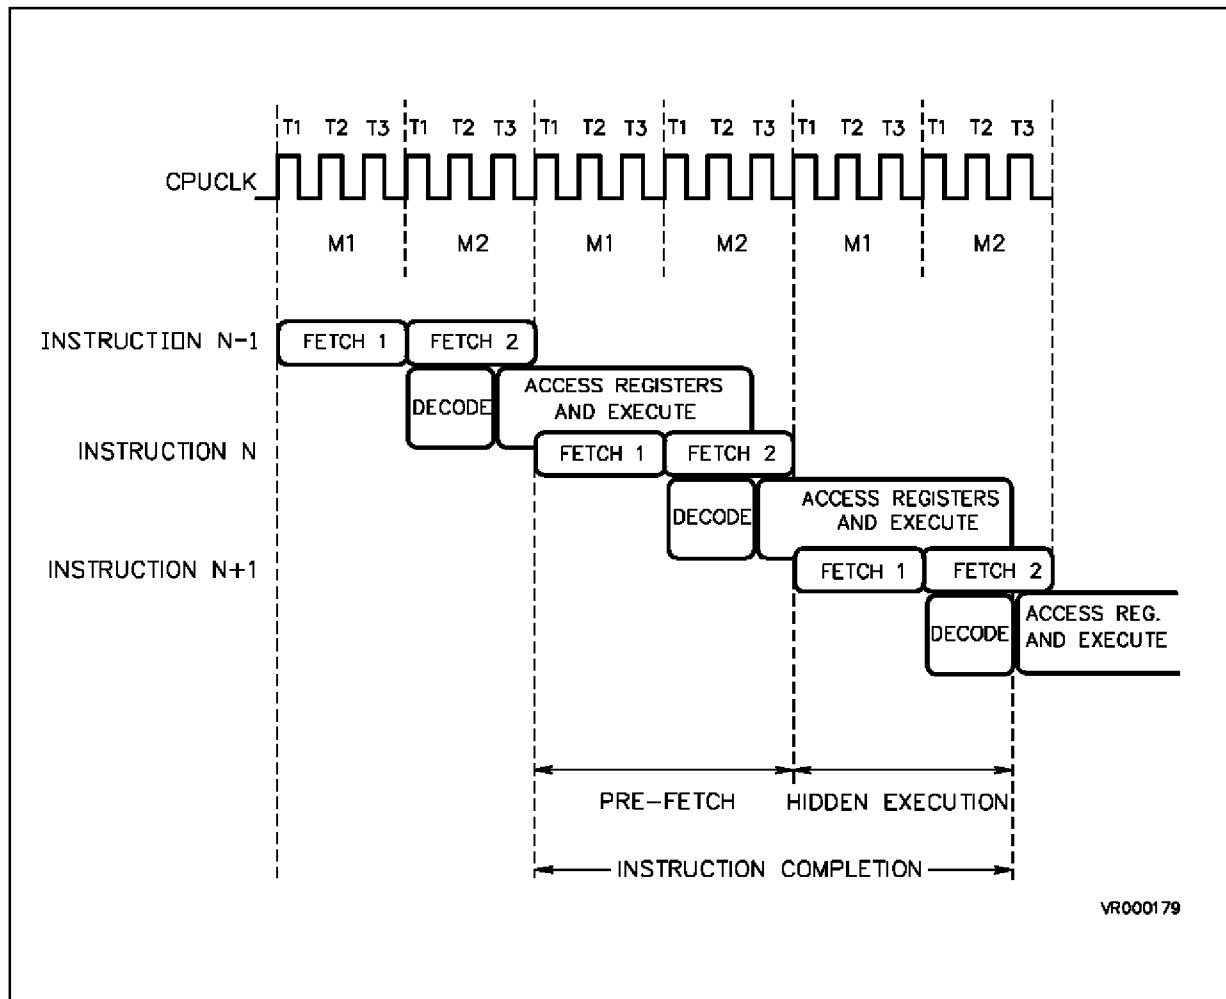 T1 T2 T3 T1 T2 T3 T1 T2 T3 T1 T2 T3 T1 T2 T3 T1 T2 T3
CPUCLK
M1 M2 M1 M2 M1 M2
INSTRUCTION N-1
FETCH 1
FETCH 2
DECODE
ACCESS REGISTERS
AND EXECUTE
INSTRUCTION N
FETCH 1
FETCH 2
DECODE
ACCESS REGISTERS
AND EXECUTE
INSTRUCTION N+1
FETCH 1
FETCH 2
DECODE
ACCESS REG.
AND EXECUTE
PRE-FETCH
HIDDEN EXECUTION
INSTRUCTION COMPLETION
VR000179